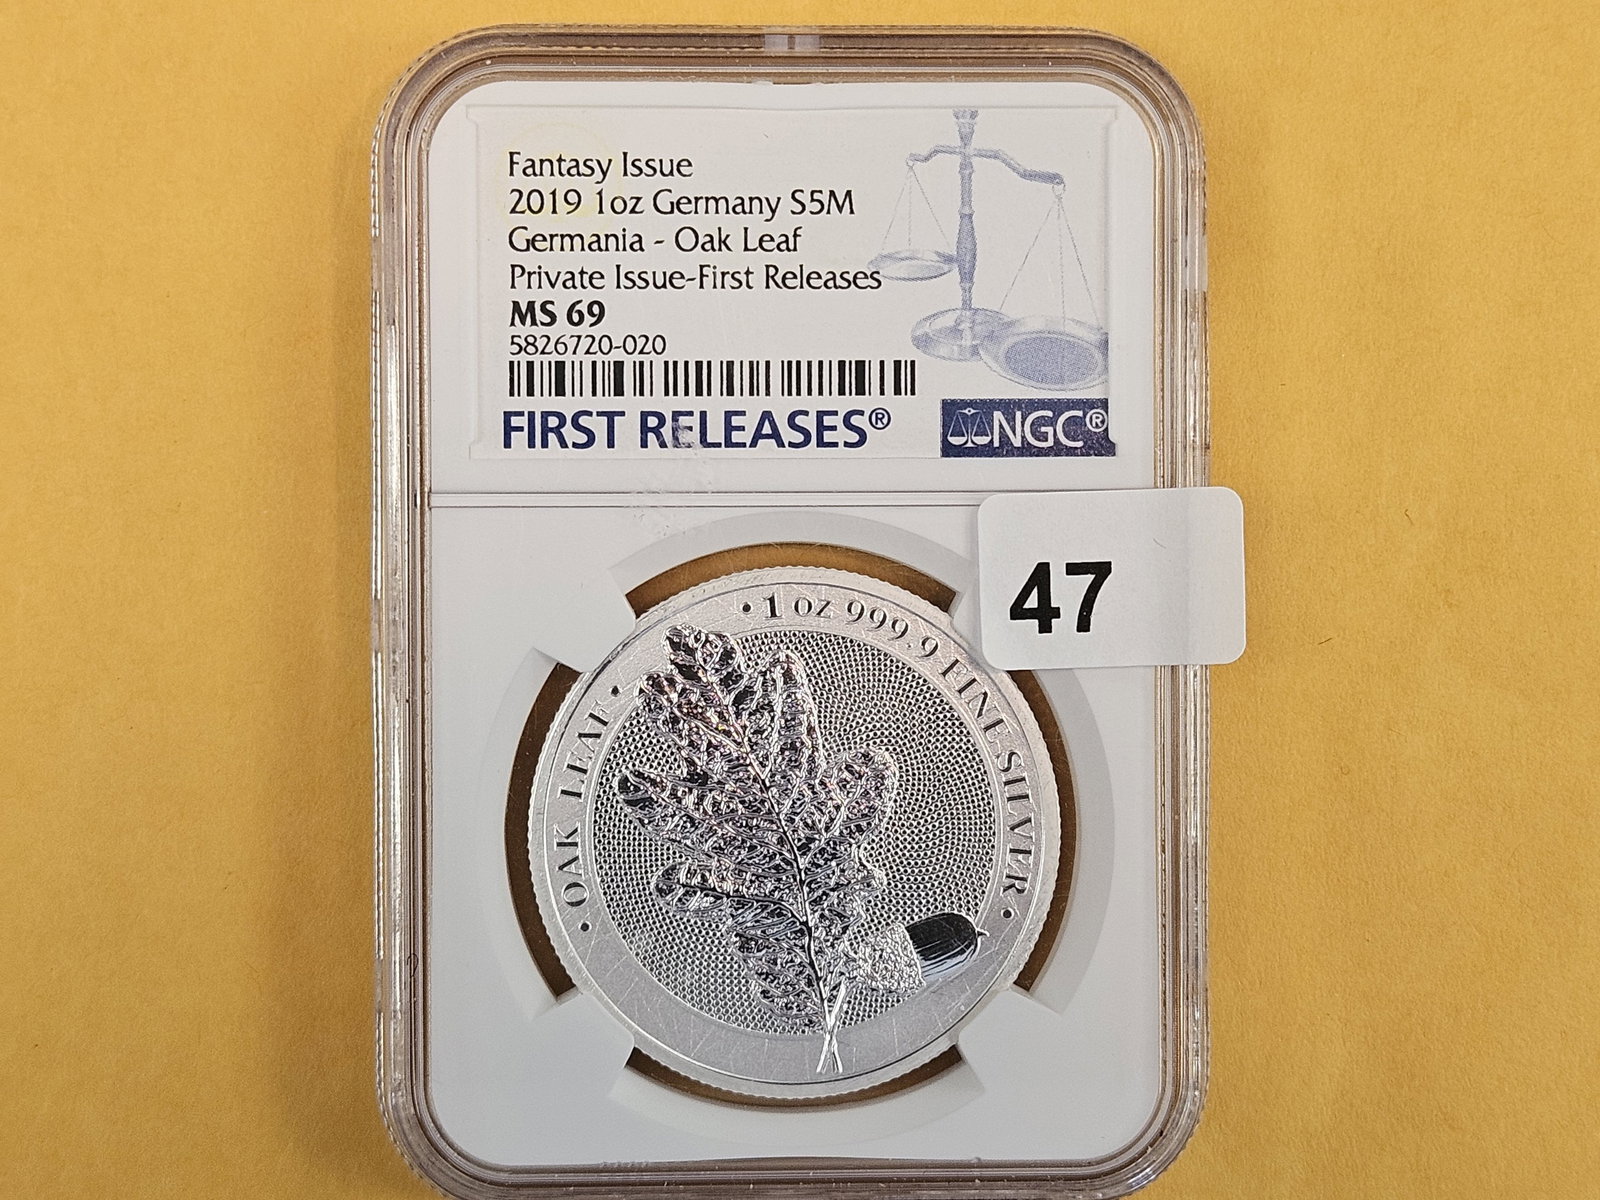 Fantasy Issue
2019 1oz Germany S5M
Germania - Oak Leaf
Private Issue-First Releases
MS 69
5826720-020
FIRST RELEASES®
NGC®
47
• OAK LEAF •
• 1 OZ 999.9 FINE SILVER •